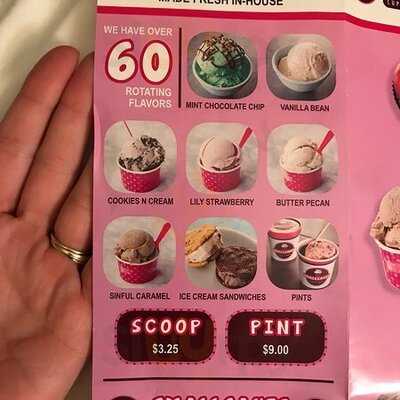 MADE FRESH IN-HOUSE
WE HAVE OVER
60
ROTATING
FLAVORS
MINT CHOCOLATE CHIP
VANILLA BEAN
COOKIES N CREAM
LILY STRAWBERRY
BUTTER PECAN
SINFUL CARAMEL
ICE CREAM SANDWICHES
PINTS
SCOOP
$3.25
PINT
$9.00